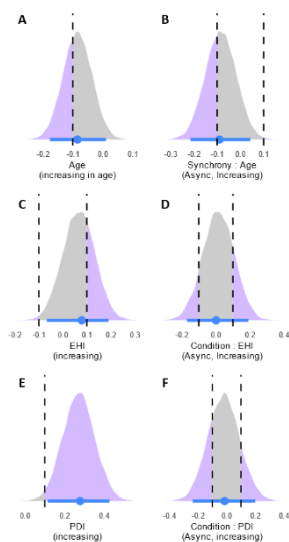 A
B
-0.2 -0.1 0.0 0.1
-0.3 -0.2 -0.1 0.0 0.1
Age
(increasing in age)
Synchrony : Age
(Async, Increasing)
C
D
-0.2 -0.1 0.0 0.1 0.2 0.3
-0.2 0.0 0.2 0.4
EHI
(increasing)
Condition : EHI
(Async, Increasing)
E
F
0.0 0.2 0.4
-0.4 -0.2 0.0 0.2 0.4
PDI
(increasing)
Condition : PDI
(Async, increasing)